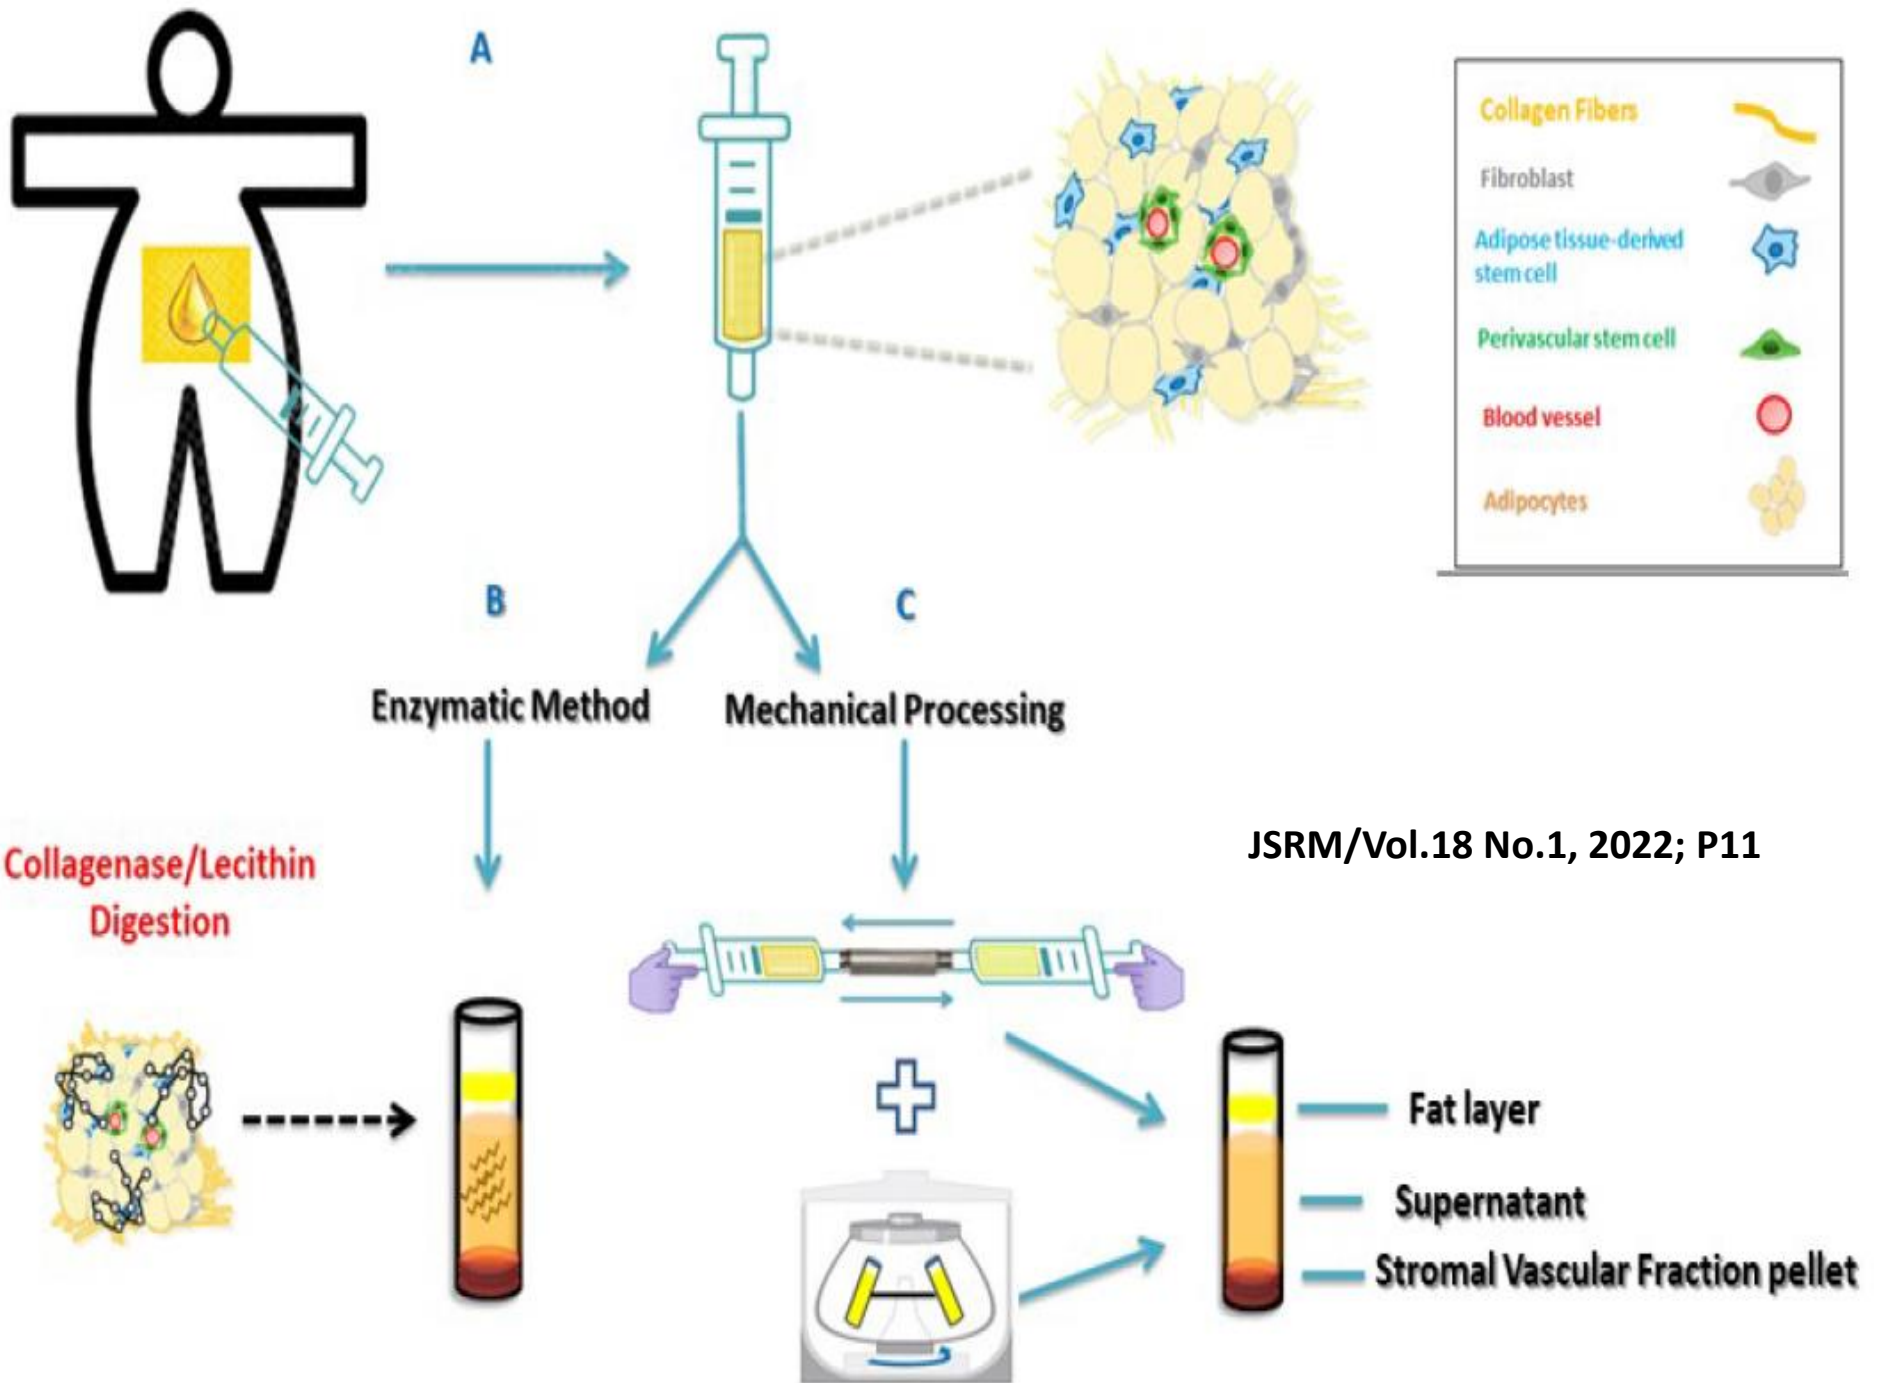 A
Collagen Fibers
Fibroblast
Adipose tissue-derived
stem cell
Perivascular stem cell
Blood vessel
Adipocytes
B
C
Enzymatic Method
Mechanical Processing
Collagenase/Lecithin
Digestion
JSRM/Vol.18 No.1, 2022; P11
Fat layer
Supernatant
Stromal Vascular Fraction pellet